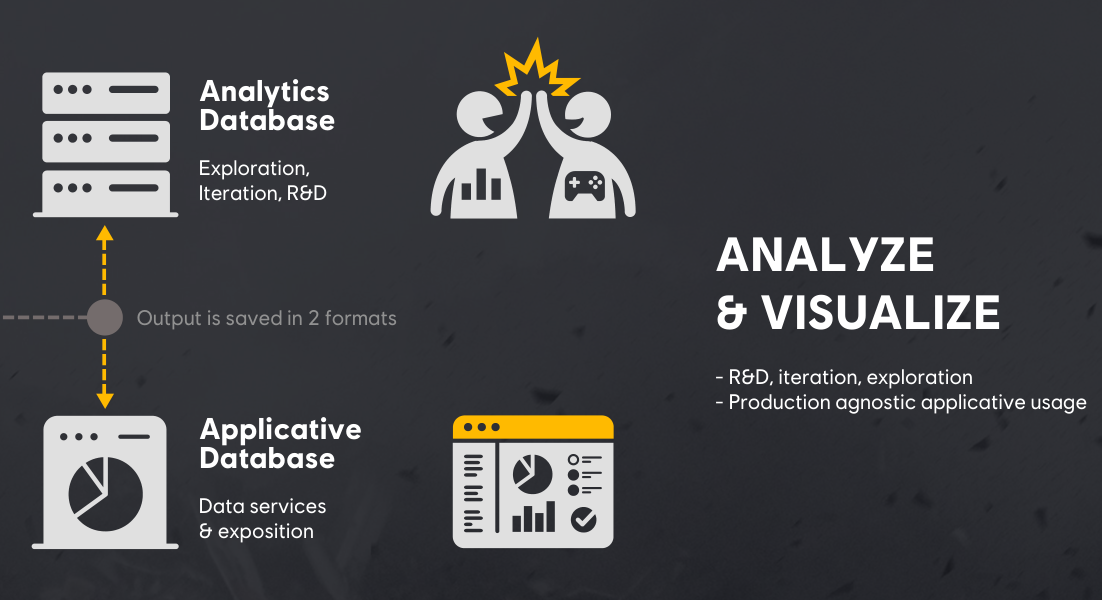 Analytics
Database
Exploration,
Iteration, R&D
Output is saved in 2 formats
Applicative
Database
Data services
& exposition
ANALYZE
& VISUALIZE
- R&D, iteration, exploration
- Production agnostic applicative usage